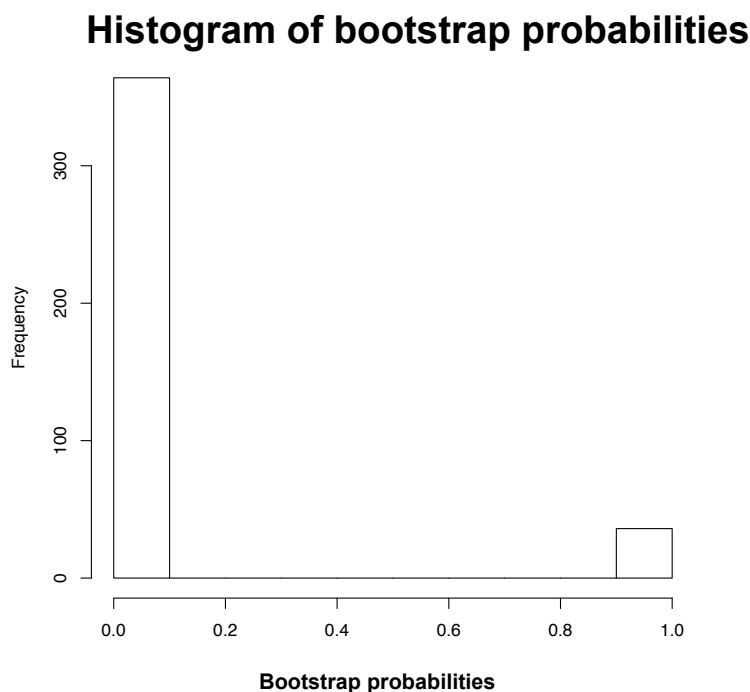 Histogram of bootstrap probabilities
Frequency
300
200
100
0
0.0 0.2 0.4 0.6 0.8 1.0
Bootstrap probabilities